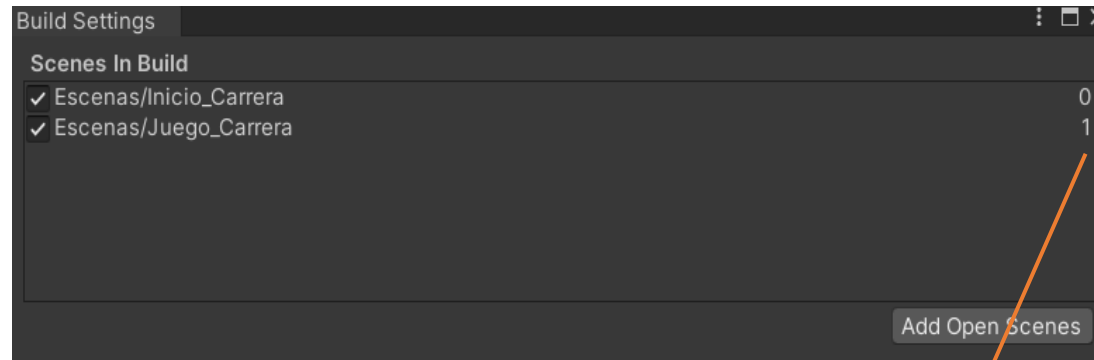 Build Settings
Scenes In Build
Escenas/Inicio_Carrera 0
Escenas/Juego_Carrera 1
Add Open Scenes